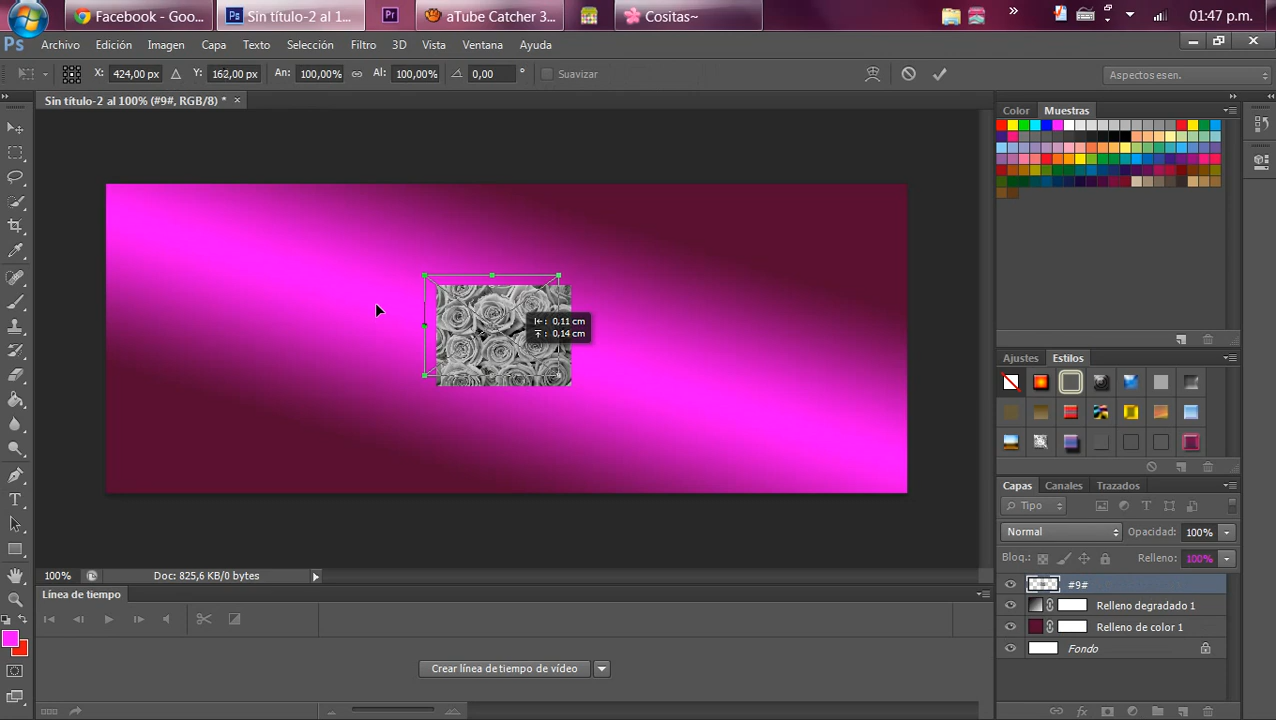 Facebook - Goo...
Sin título-2 al 1...
aTube Catcher 3...
Cositas~
01:47 p.m.
Archivo
Edición
Imagen
Capa
Texto
Selección
Filtro
3D
Vista
Ventana
Ayuda
X: 424,00 px
Y: 162,00 px
An: 100,00%
Al: 100,00%
0,00 °
Suavizar
Aspectos esen.
Sin título-2 al 100% (#9#, RGB/8) * ×
Color
Muestras
0,11 cm
0,14 cm
Ajustes
Estilos
Capas
Canales
Trazados
Tipo
Normal
Opacidad: 100%
Bloq.:
Relleno: 100%
#9#
Relleno degradado 1
Relleno de color 1
Fondo
100%
Doc: 825,6 KB/0 bytes
Línea de tiempo
Crear línea de tiempo de vídeo